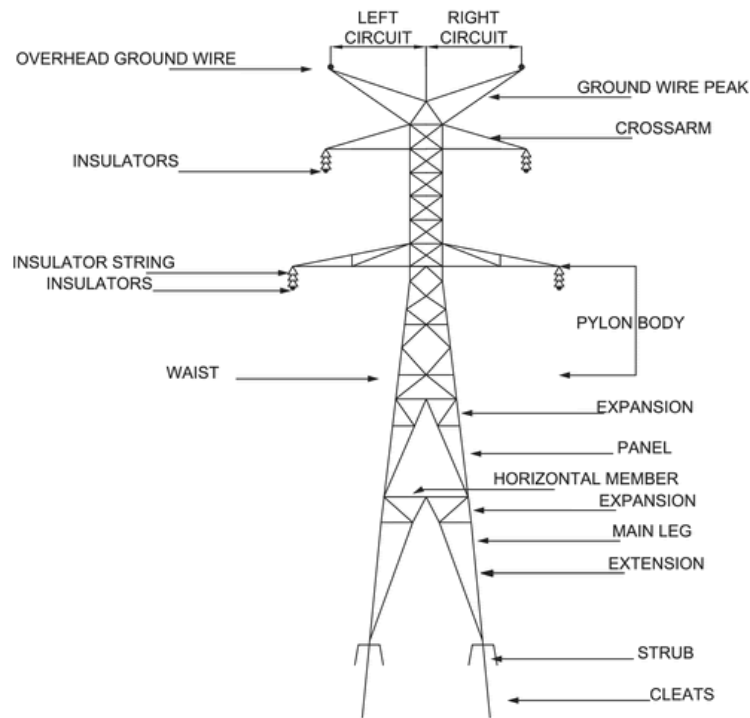 LEFT
CIRCUIT
RIGHT
CIRCUIT
OVERHEAD GROUND WIRE
GROUND WIRE PEAK
CROSSARM
INSULATORS
INSULATOR STRING
INSULATORS
PYLON BODY
WAIST
EXPANSION
PANEL
HORIZONTAL MEMBER
EXPANSION
MAIN LEG
EXTENSION
STRUB
CLEATS